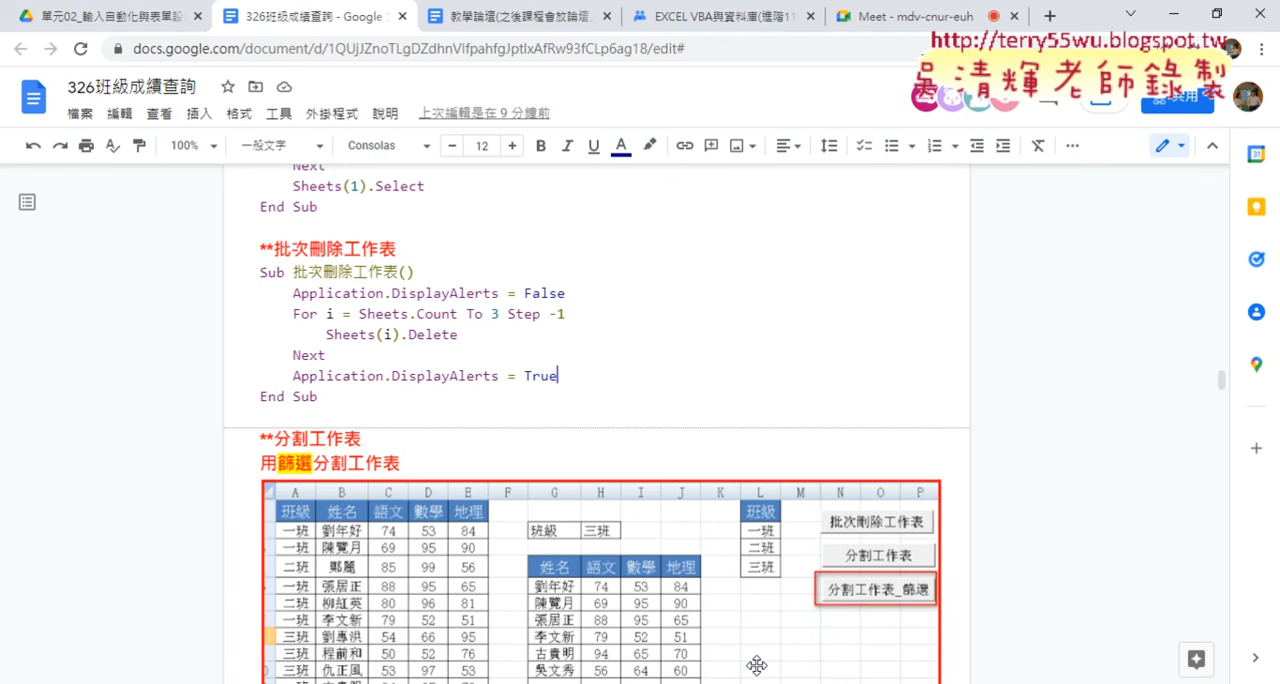 單元02_輸入自動化與表單設
326班級成績查詢 - Google
教學論壇(之後課程會放論壇
EXCEL VBA與資料庫(進階11
Meet - mdv-cnur-euh
docs.google.com/document/d/1QUjJZnoTLgDZdhnVlfpahfgJptlxAfRw93fCLp6ag18/edit#
http://terry55wu.blogspot.tw
吳清輝老師錄製
326班級成績查詢
共用
檔案 編輯 查看 插入 格式 工具 外掛程式 說明 上次編輯是在 9 分鐘前
100% 一般文字 Consolas 12
Next
Sheets(1).Select
End Sub
**批次刪除工作表
Sub 批次刪除工作表()
Application.DisplayAlerts = False
For i = Sheets.Count To 3 Step -1
Sheets(i).Delete
Next
Application.DisplayAlerts = True
End Sub
**分割工作表
用篩選分割工作表
A B C D E F G H I J K L M N O P
班級 姓名 語文 數學 地理 班級
一班 劉年好 74 53 84 班級 三班 一班 批次刪除工作表
一班 陳覽月 69 95 90 二班
二班 鄭麗 85 99 56 姓名 語文 數學 地理 三班 分割工作表
一班 張居正 88 95 65 劉年好 74 53 84 分割工作表_篩選
二班 柳紅英 80 96 81 陳覽月 69 95 90
一班 李文新 79 52 51 張居正 88 95 65
三班 劉專洪 54 66 95 李文新 79 52 51
三班 程前和 50 52 76 古貴明 94 65 70
三班 仇正風 53 97 53 吳文秀 56 64 60